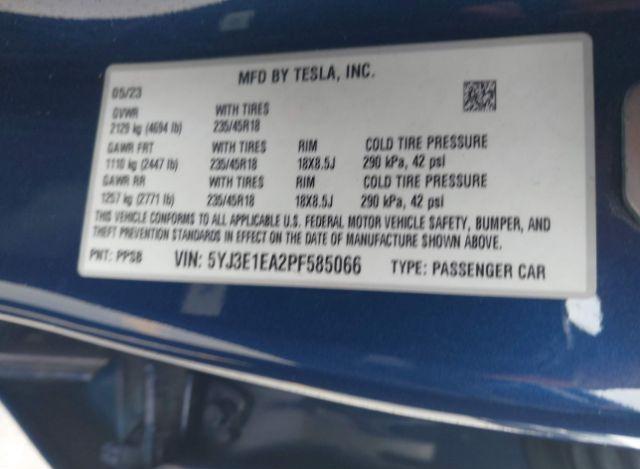 MFD BY TESLA, INC.
05/23
GVWR WITH TIRES
2129 kg (4694 lb) 235/45R18
GAWR FRT WITH TIRES RIM COLD TIRE PRESSURE
1110 kg (2447 lb) 235/45R18 18X8.5J 290 kPa, 42 psi
GAWR RR WITH TIRES RIM COLD TIRE PRESSURE
1257 kg (2771 lb) 235/45R18 18X8.5J 290 kPa, 42 psi
THIS VEHICLE CONFORMS TO ALL APPLICABLE U.S. FEDERAL MOTOR VEHICLE SAFETY, BUMPER, AND
THEFT PREVENTION STANDARDS IN EFFECT ON THE DATE OF MANUFACTURE SHOWN ABOVE.
PNT: PPSB VIN: 5YJ3E1EA2PF585066 TYPE: PASSENGER CAR